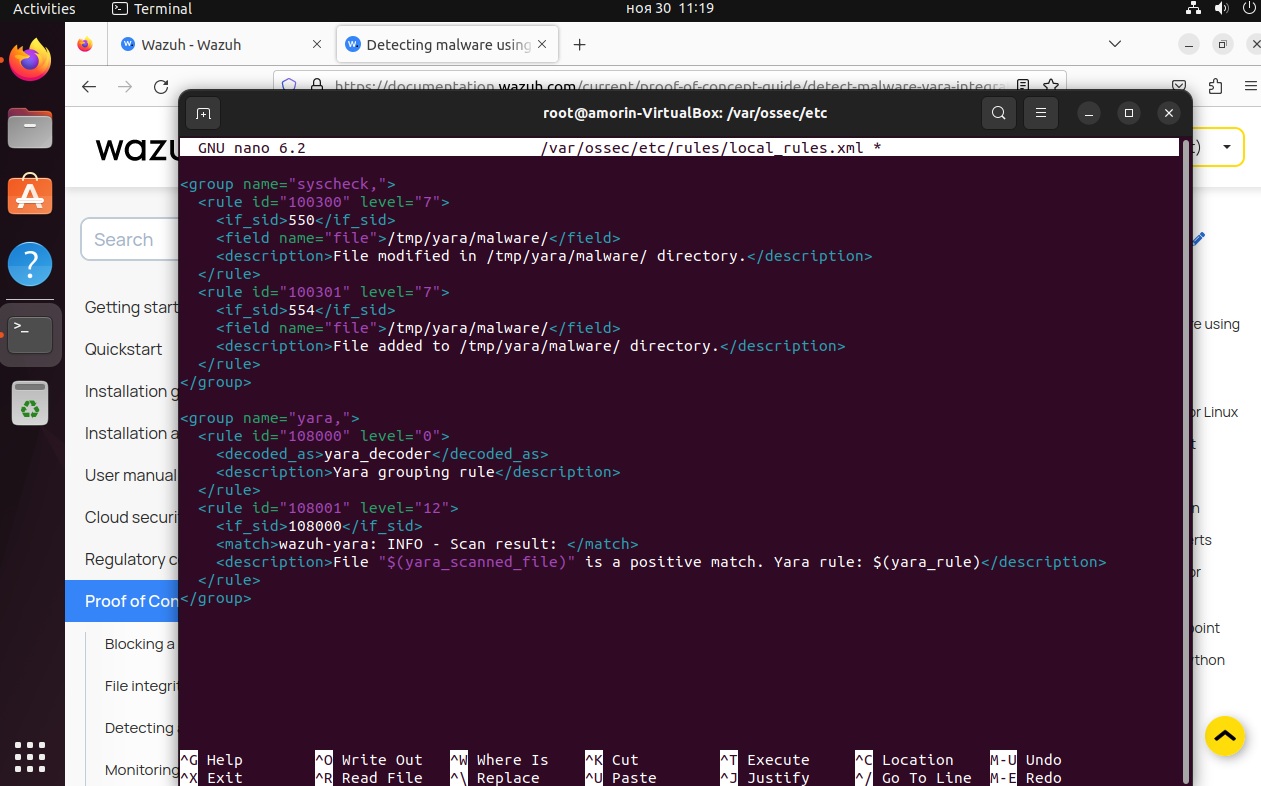 Activities
Terminal
ноя 30 11:19
Wazuh - Wazuh
Detecting malware using
https://documentation.wazuh.com/current/proof-of-concept-guide/detect-malware-yara-integra
root@amorin-VirtualBox: /var/ossec/etc
GNU nano 6.2 /var/ossec/etc/rules/local_rules.xml *
<group name="syscheck,">
  <rule id="100300" level="7">
    <if_sid>550</if_sid>
    <field name="file">/tmp/yara/malware/</field>
    <description>File modified in /tmp/yara/malware/ directory.</description>
  </rule>
  <rule id="100301" level="7">
    <if_sid>554</if_sid>
    <field name="file">/tmp/yara/malware/</field>
    <description>File added to /tmp/yara/malware/ directory.</description>
  </rule>
</group>
<group name="yara,">
  <rule id="108000" level="0">
    <decoded_as>yara_decoder</decoded_as>
    <description>Yara grouping rule</description>
  </rule>
  <rule id="108001" level="12">
    <if_sid>108000</if_sid>
    <match>wazuh-yara: INFO - Scan result: </match>
    <description>File "$(yara_scanned_file)" is a positive match. Yara rule: $(yara_rule)</description>
  </rule>
</group>
^G Help ^O Write Out ^W Where Is ^K Cut ^T Execute ^C Location M-U Undo
^X Exit ^R Read File ^\ Replace ^U Paste ^J Justify ^/ Go To Line M-E Redo
wazu
Search
Getting start
Quickstart
Installation g
Installation a
User manual
Cloud securi
Regulatory c
Proof of Con
Blocking a
File integrit
Detecting a
Monitoring
t)
re using
or Linux
t
n
erts
or
point
ython